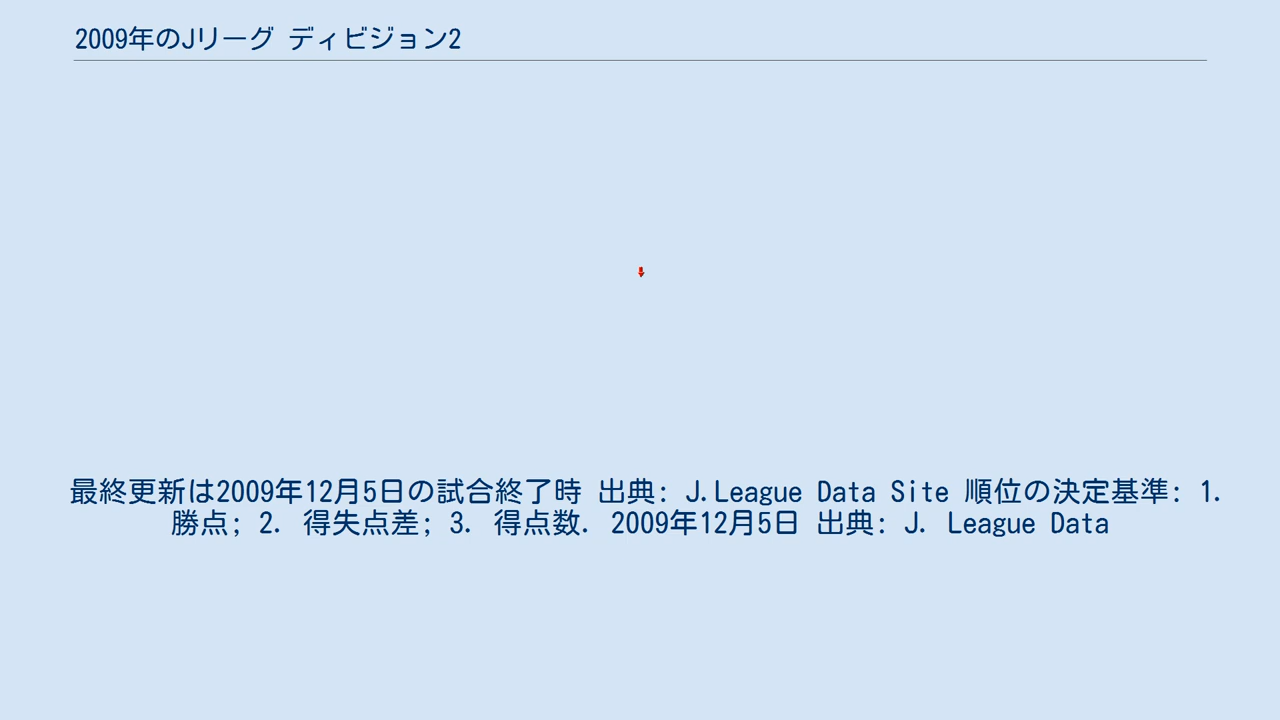 2009年のJリーグ ディビジョン2
最終更新は2009年12月5日の試合終了時 出典: J.League Data Site 順位の決定基準: 1.
勝点; 2. 得失点差; 3. 得点数. 2009年12月5日 出典: J. League Data